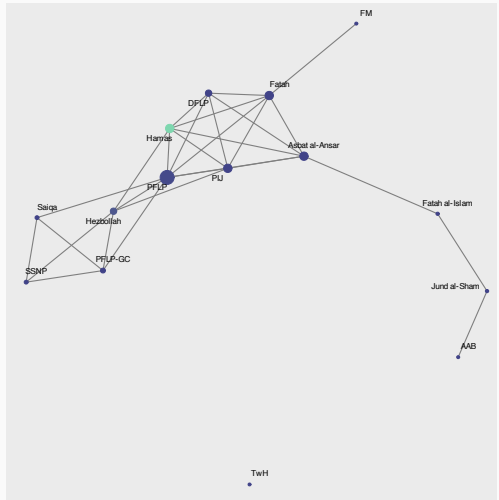 FM
Fatah
DFLP
Hamas
Asbat al-Ansar
PIJ
PFLP
Fatah al-Islam
Saiqa
Hezbollah
PFLP-GC
SSNP
Jund al-Sham
AAB
TwH